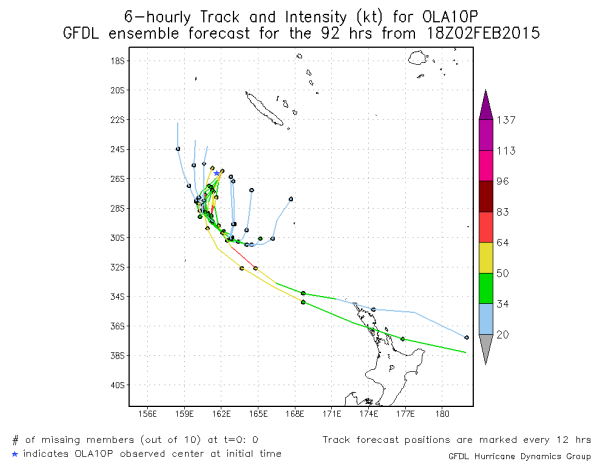 6-hourly Track and Intensity (kt) for OLA10P
GFDL ensemble forecast for the 92 hrs from 18Z02FEB2015
18S
20S
22S
24S
26S
28S
30S
32S
34S
36S
38S
40S
156E 159E 162E 165E 168E 171E 174E 177E 180
137
113
96
83
64
50
34
20
# of missing members (out of 10) at t=0: 0
★ indicates OLA10P observed center at initial time
Track forecast positions are marked every 12 hrs
GFDL Hurricane Dynamics Group